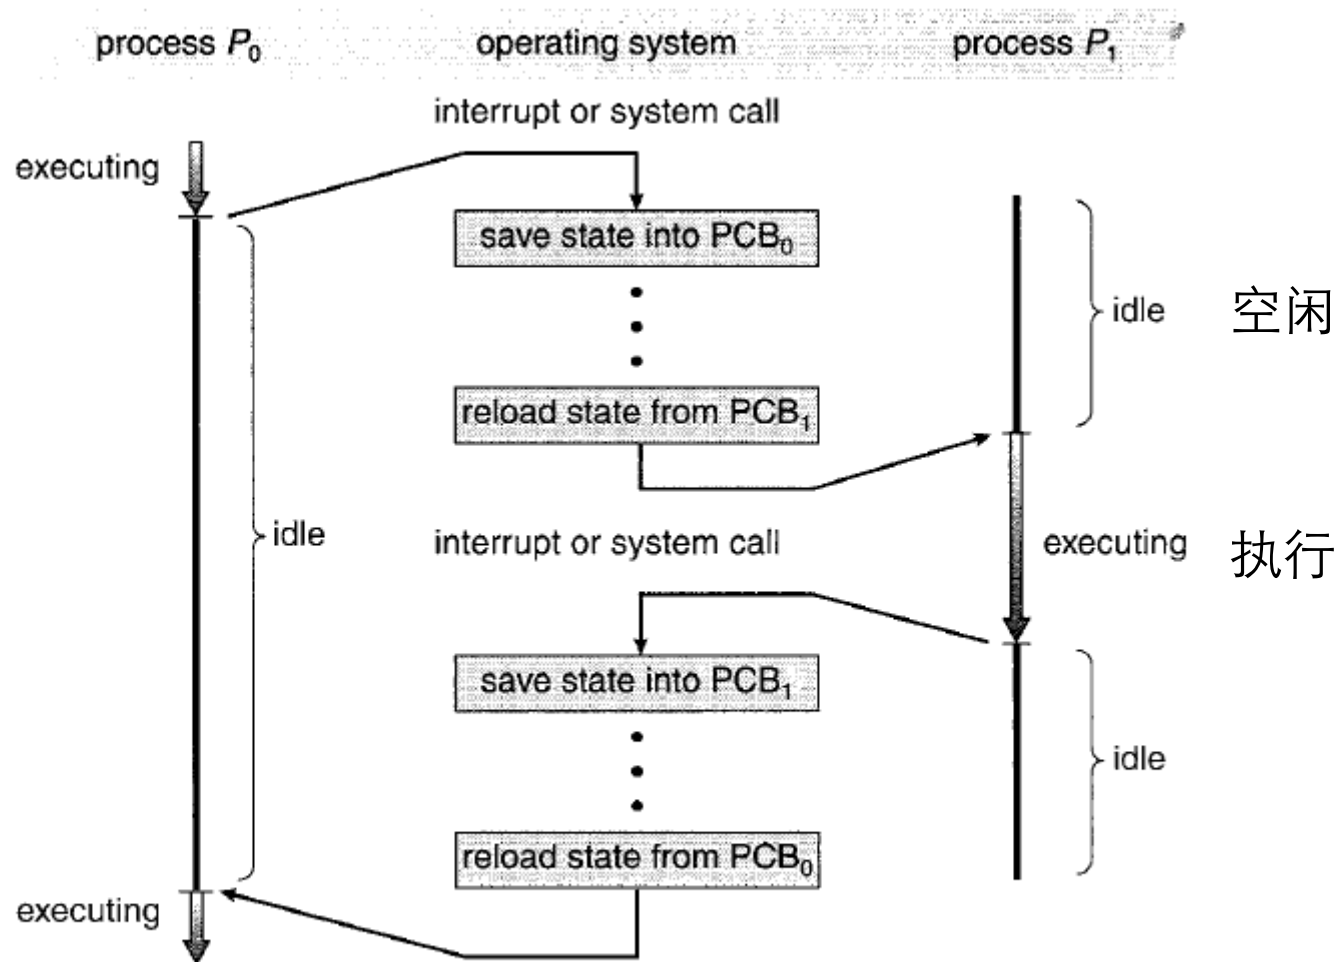 process P₀ operating system process P₁
interrupt or system call
executing
save state into PCB₀
idle 空闲
reload state from PCB₁
idle
interrupt or system call
executing 执行
save state into PCB₁
idle
reload state from PCB₀
executing